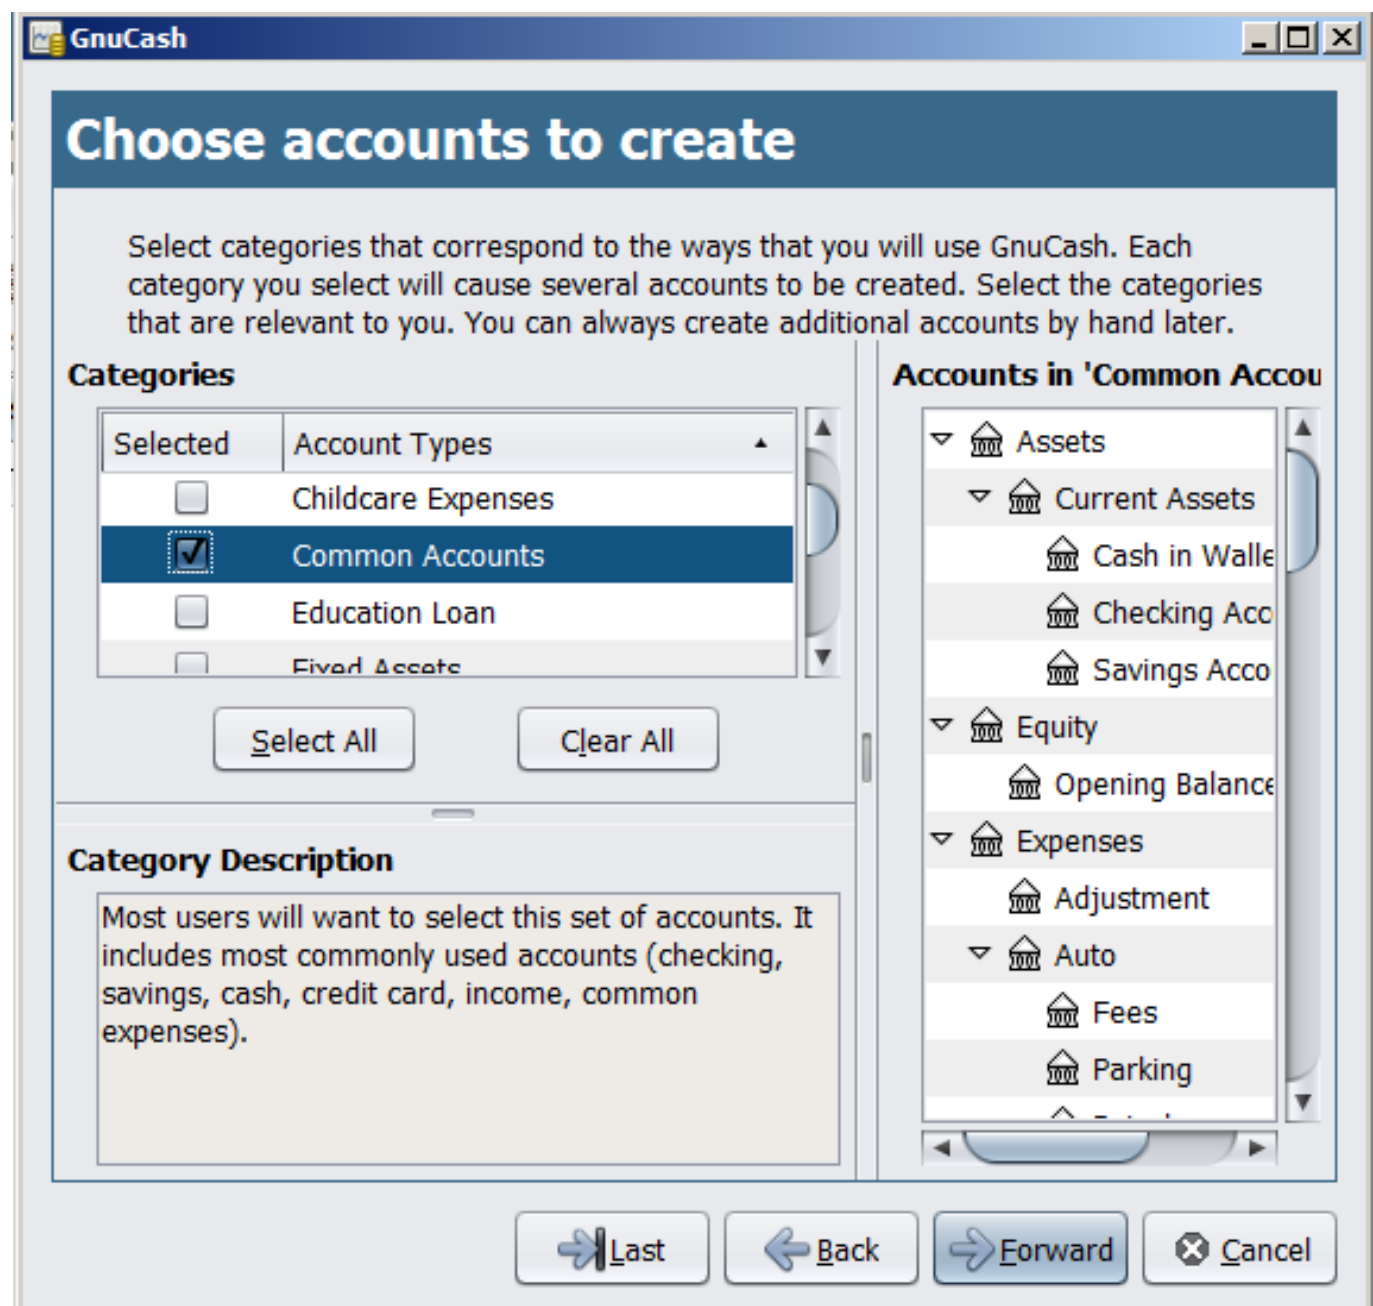 GnuCash
Choose accounts to create
Select categories that correspond to the ways that you will use GnuCash. Each
category you select will cause several accounts to be created. Select the categories
that are relevant to you. You can always create additional accounts by hand later.
Categories
Selected
Account Types
Childcare Expenses
Common Accounts
Education Loan
Fixed Assets
Select All
Clear All
Category Description
Most users will want to select this set of accounts. It
includes most commonly used accounts (checking,
savings, cash, credit card, income, common
expenses).
Accounts in 'Common Accou
Assets
Current Assets
Cash in Walle
Checking Acco
Savings Acco
Equity
Opening Balance
Expenses
Adjustment
Auto
Fees
Parking
Last
Back
Forward
Cancel